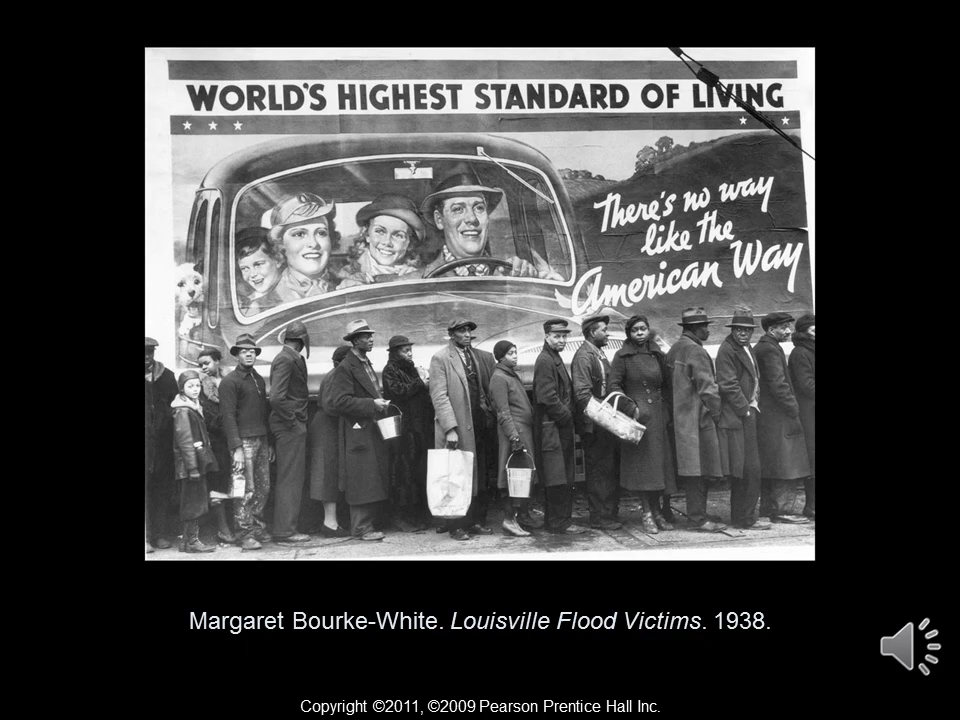 WORLD'S HIGHEST STANDARD OF LIVING
There's no way
like the
American Way
Margaret Bourke-White. Louisville Flood Victims. 1938.
Copyright ©2011, ©2009 Pearson Prentice Hall Inc.